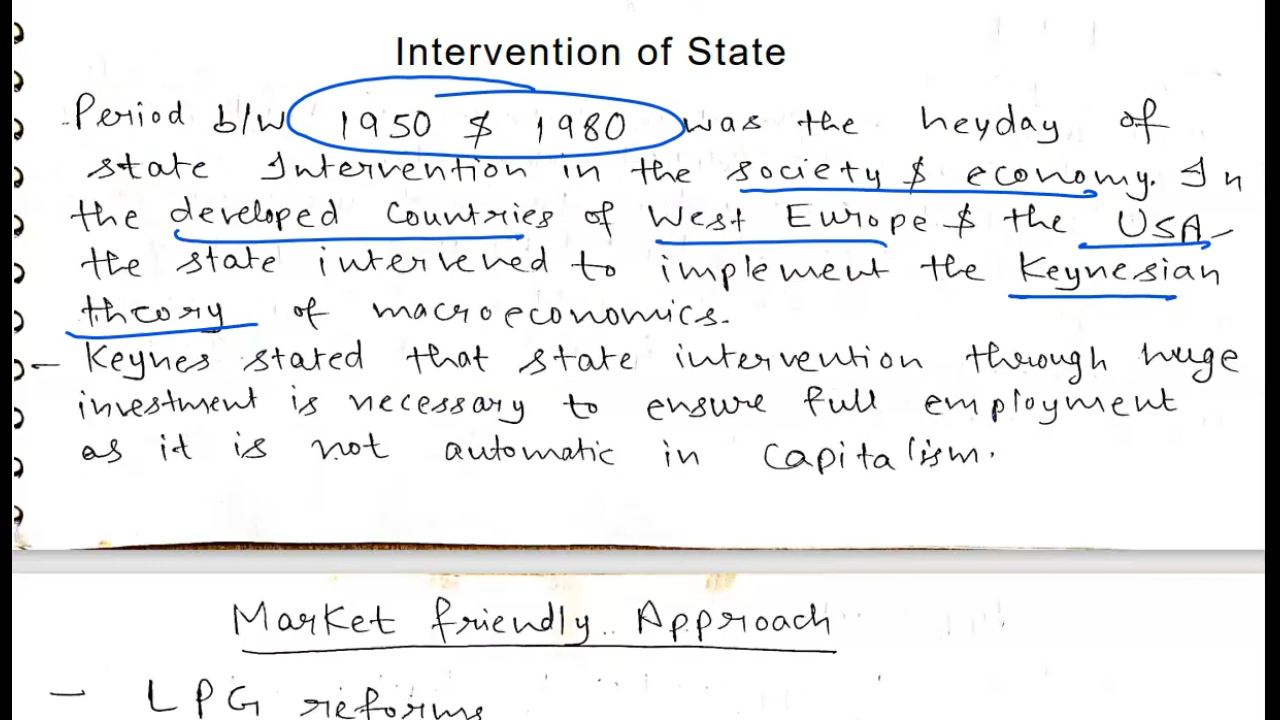 Intervention of State
Period b/w 1950 $ 1980 was the heyday of
state Intervention in the society $ economy. In
the developed countries of West Europe $ the USA -
the state intervened to implement the Keynesian
theory of macroeconomics.
- Keynes stated that state intervention through huge
investment is necessary to ensure full employment
as it is not automatic in capitalism.
Market friendly Approach
- LPG reforms